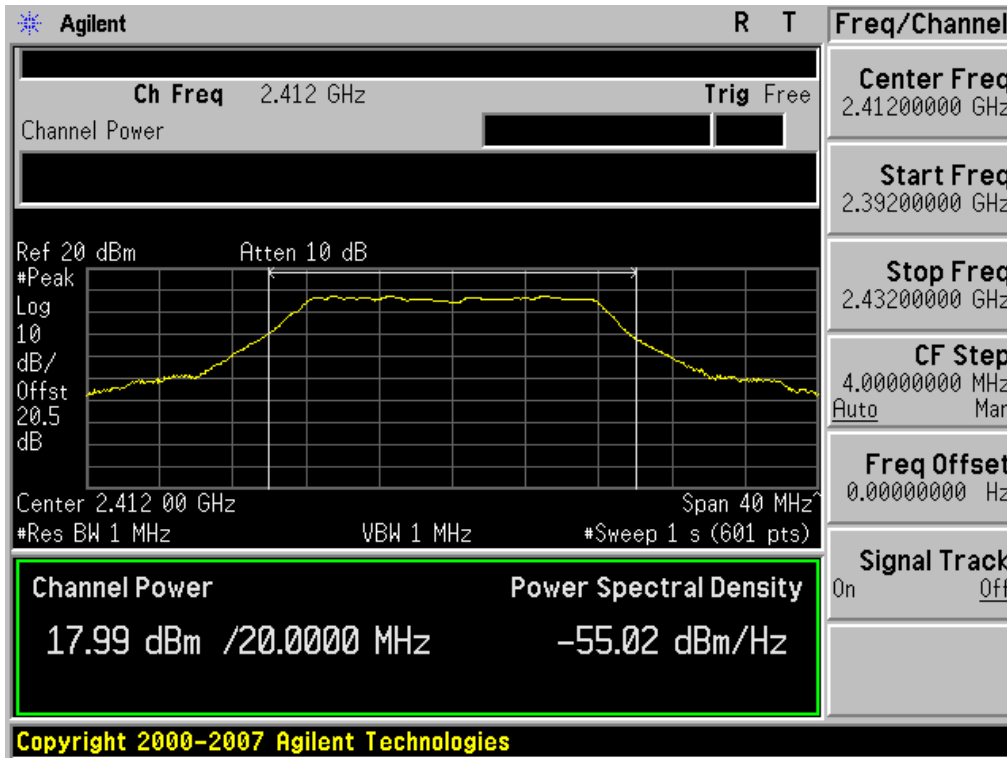 Agilent R T
Ch Freq 2.412 GHz Trig Free
Channel Power
Ref 20 dBm Atten 10 dB
#Peak
Log
10
dB/
Offst
20.5
dB
Center 2.412 00 GHz Span 40 MHz^
#Res BW 1 MHz VBW 1 MHz #Sweep 1 s (601 pts)
Channel Power Power Spectral Density
17.99 dBm /20.0000 MHz -55.02 dBm/Hz
Copyright 2000-2007 Agilent Technologies
Freq/Channel
Center Freq
2.41200000 GHz
Start Freq
2.39200000 GHz
Stop Freq
2.43200000 GHz
CF Step
4.00000000 MHz
Auto Man
Freq Offset
0.00000000 Hz
Signal Track
On Off